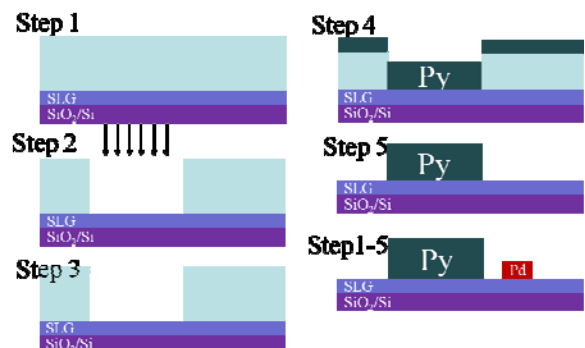 Step 1
SLG
SiO2/Si
Step 2
SLG
SiO2/Si
Step 3
SLG
SiO2/Si
Step 4
Py
SLG
SiO2/Si
Step 5
Py
SLG
SiO2/Si
Step1-5
Py
Pd
SLG
SiO2/Si